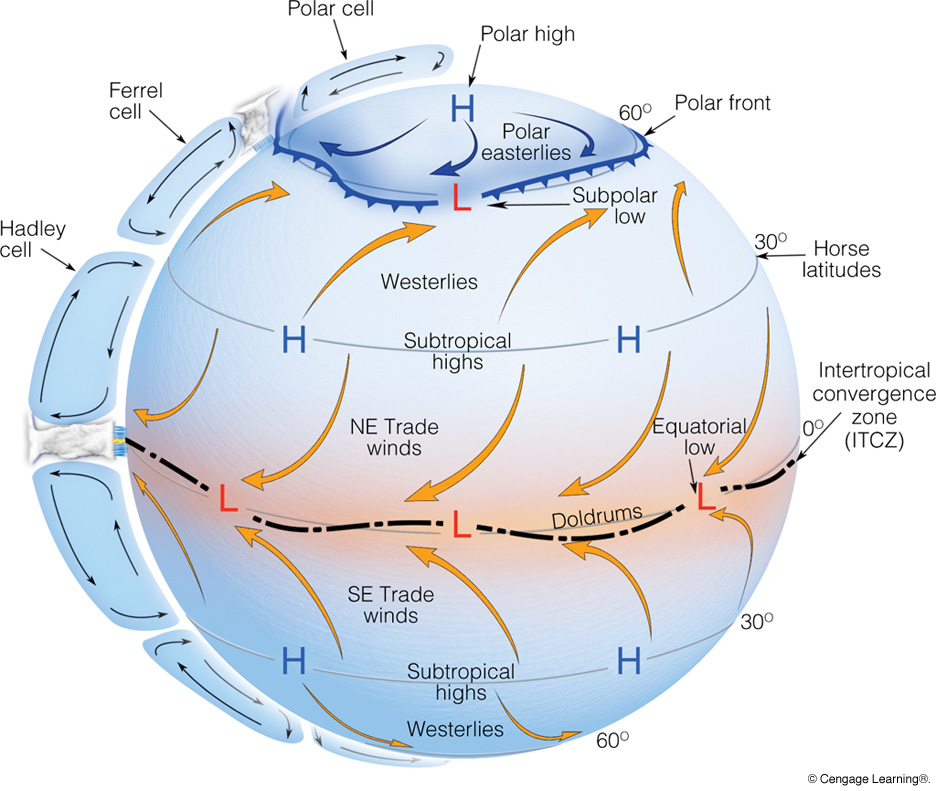 Polar cell
Polar high
Ferrel
cell
H
60°
Polar front
Polar
easterlies
L
Subpolar
low
Hadley
cell
30°
Horse
latitudes
Westerlies
H
Subtropical
highs
H
Intertropical
convergence
zone
(ITCZ)
NE Trade
winds
Equatorial
low
0°
L
L
Doldrums
L
SE Trade
winds
30°
H
Subtropical
highs
H
Westerlies
60°
© Cengage Learning®.